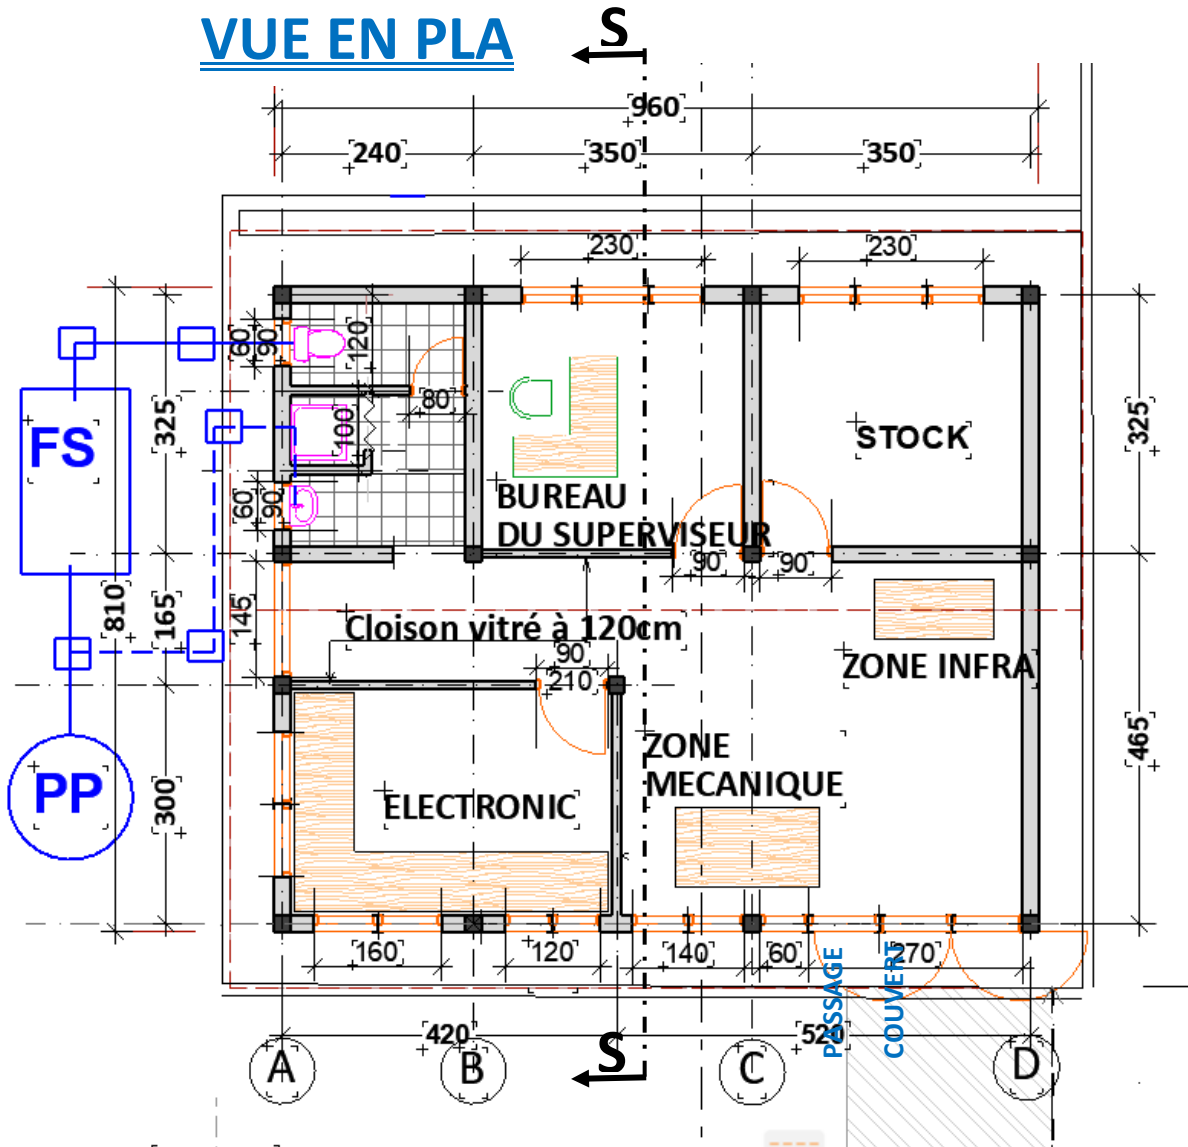 VUE EN PLA
S
960
240
350
350
230
230
60
90
120
80
FS
325
100
STOCK
325
60
90
BUREAU
DU SUPERVISEUR
90
90
810
165
145
Cloison vitré à 120cm
90
210
ZONE INFRA
ZONE
MECANIQUE
465
PP
300
ELECTRONIC
160
120
140
60
270
PASSAGE
COUVERT
420
520
S
A
B
C
D